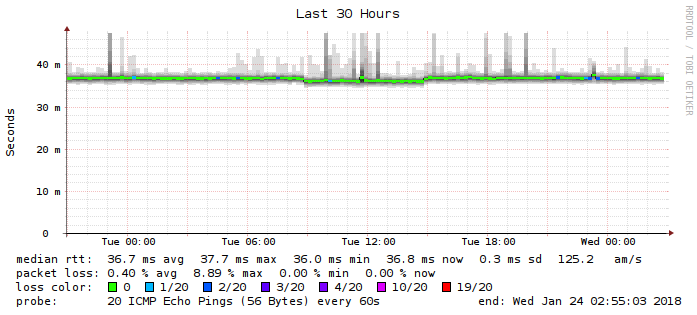 Last 30 Hours
RRDTOOL / TOBI OETIKER
Seconds
40 m
30 m
20 m
10 m
0
Tue 00:00 Tue 06:00 Tue 12:00 Tue 18:00 Wed 00:00
median rtt: 36.7 ms avg 37.7 ms max 36.0 ms min 36.8 ms now 0.3 ms sd 125.2 am/s
packet loss: 0.40 % avg 8.89 % max 0.00 % min 0.00 % now
loss color: 0 1/20 2/20 3/20 4/20 10/20 19/20
probe: 20 ICMP Echo Pings (56 Bytes) every 60s end: Wed Jan 24 02:55:03 2018